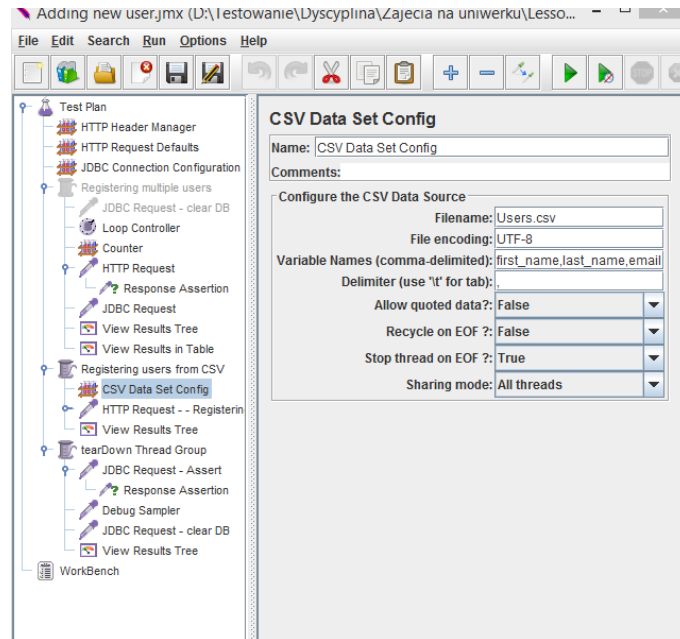 Adding new user.jmx (D:\Testowanie\Dyscyplina\Zajecia na uniwerku\Lesso...
File Edit Search Run Options Help
STOP
Test Plan
HTTP Header Manager
HTTP Request Defaults
JDBC Connection Configuration
Registering multiple users
JDBC Request - clear DB
Loop Controller
Counter
HTTP Request
Response Assertion
JDBC Request
View Results Tree
View Results in Table
Registering users from CSV
CSV Data Set Config
HTTP Request - - Registerin
View Results Tree
tearDown Thread Group
JDBC Request - Assert
Response Assertion
Debug Sampler
JDBC Request - clear DB
View Results Tree
WorkBench
CSV Data Set Config
Name: CSV Data Set Config
Comments:
Configure the CSV Data Source
Filename: Users.csv
File encoding: UTF-8
Variable Names (comma-delimited): first_name,last_name,email
Delimiter (use '\t' for tab): ,
Allow quoted data?: False
Recycle on EOF ?: False
Stop thread on EOF ?: True
Sharing mode: All threads